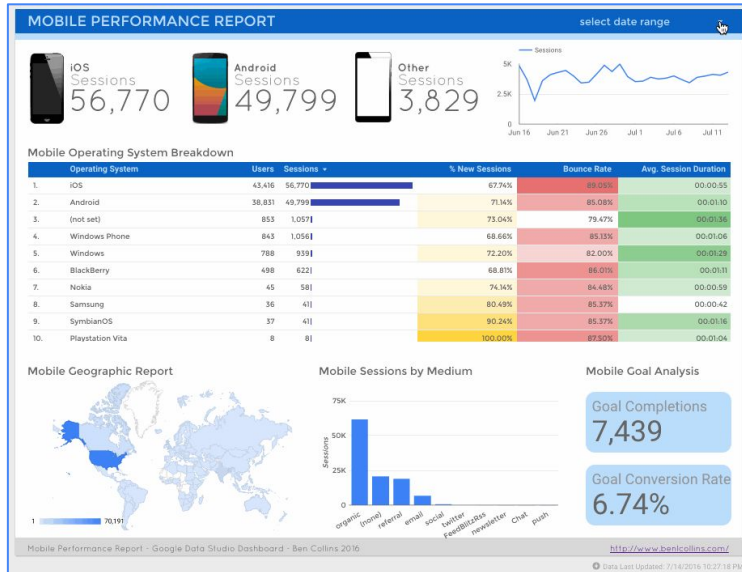 MOBILE PERFORMANCE REPORT
select date range
iOS
Sessions
56,770
Android
Sessions
49,799
Other
Sessions
3,829
Sessions
5K
2.5K
0
Jun 16 Jun 21 Jun 26 Jul 1 Jul 6 Jul 11
Mobile Operating System Breakdown
Operating System Users Sessions % New Sessions Bounce Rate Avg. Session Duration
1. iOS 43,416 56,770 67.74% 89.05% 00:00:55
2. Android 38,831 49,799 71.14% 85.08% 00:01:10
3. (not set) 853 1,057 73.04% 79.47% 00:01:36
4. Windows Phone 843 1,056 68.66% 85.13% 00:01:06
5. Windows 788 939 72.20% 82.00% 00:01:29
6. BlackBerry 498 622 68.81% 86.01% 00:01:11
7. Nokia 45 58 74.14% 84.48% 00:00:59
8. Samsung 36 41 80.49% 85.37% 00:00:42
9. SymbianOS 37 41 90.24% 85.37% 00:01:16
10. Playstation Vita 8 8 100.00% 87.50% 00:01:04
Mobile Geographic Report
1 70,191
Mobile Sessions by Medium
75K
50K
25K
0
Sessions
organic (none) referral email social twitter FeedBlitzRss newsletter Chat push
Mobile Goal Analysis
Goal Completions
7,439
Goal Conversion Rate
6.74%
Mobile Performance Report - Google Data Studio Dashboard - Ben Collins 2016
http://www.benlcollins.com/
Data Last Updated: 7/14/2016 10:27:18 PM